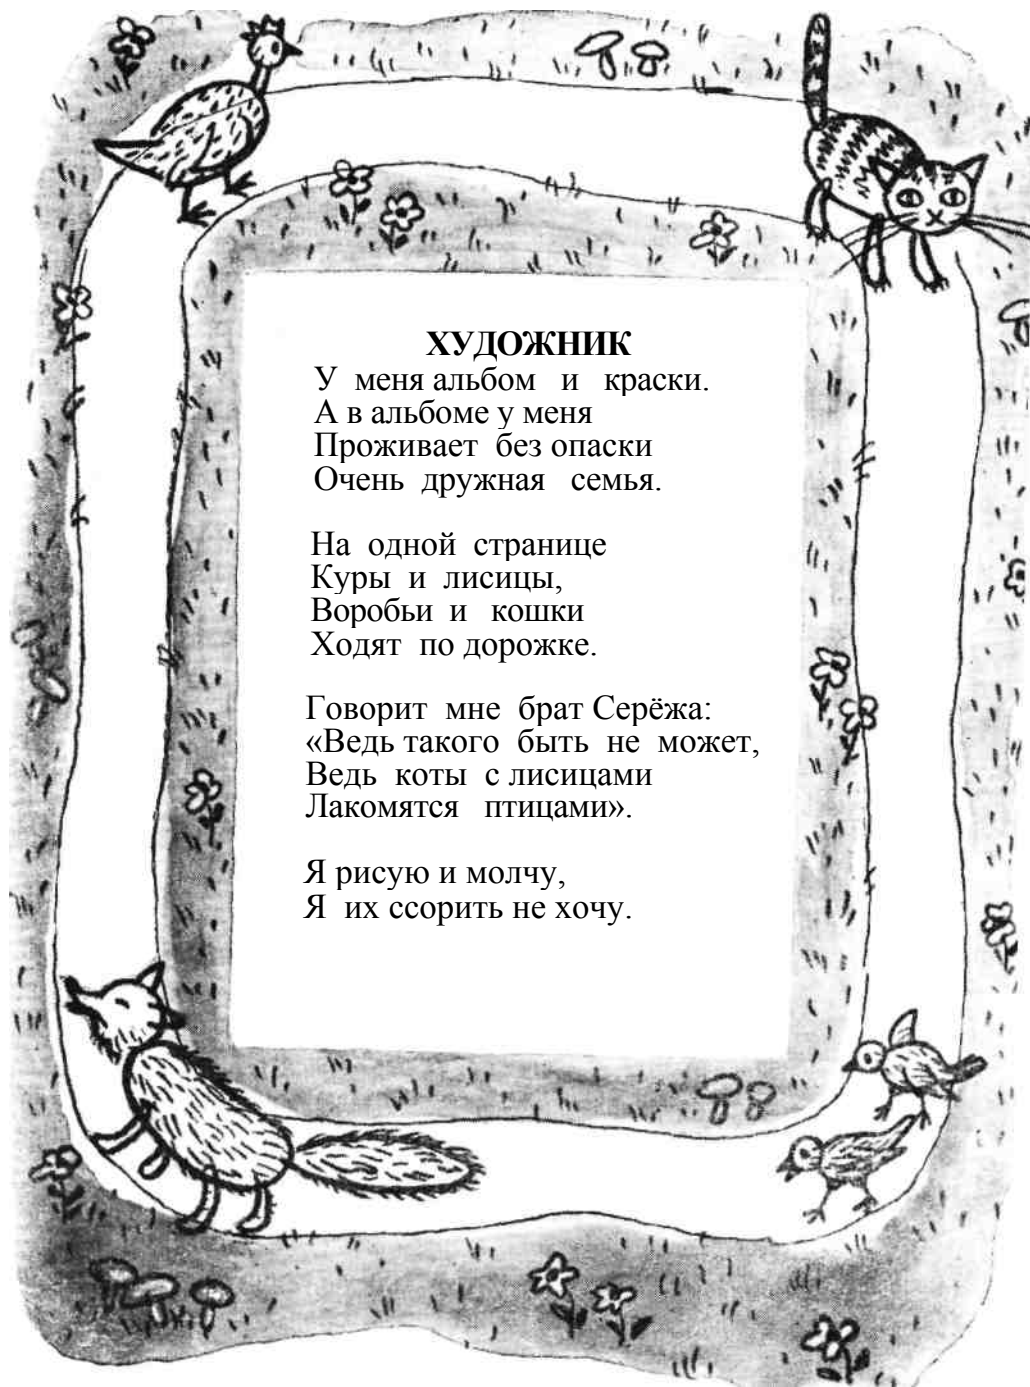 ХУДОЖНИК
У меня альбом и краски.
А в альбоме у меня
Проживает без опаски
Очень дружная семья.
На одной странице
Куры и лисицы,
Воробьи и кошки
Ходят по дорожке.
Говорит мне брат Серёжа:
«Ведь такого быть не может,
Ведь коты с лисицами
Лакомятся птицами».
Я рисую и молчу,
Я их ссорить не хочу.